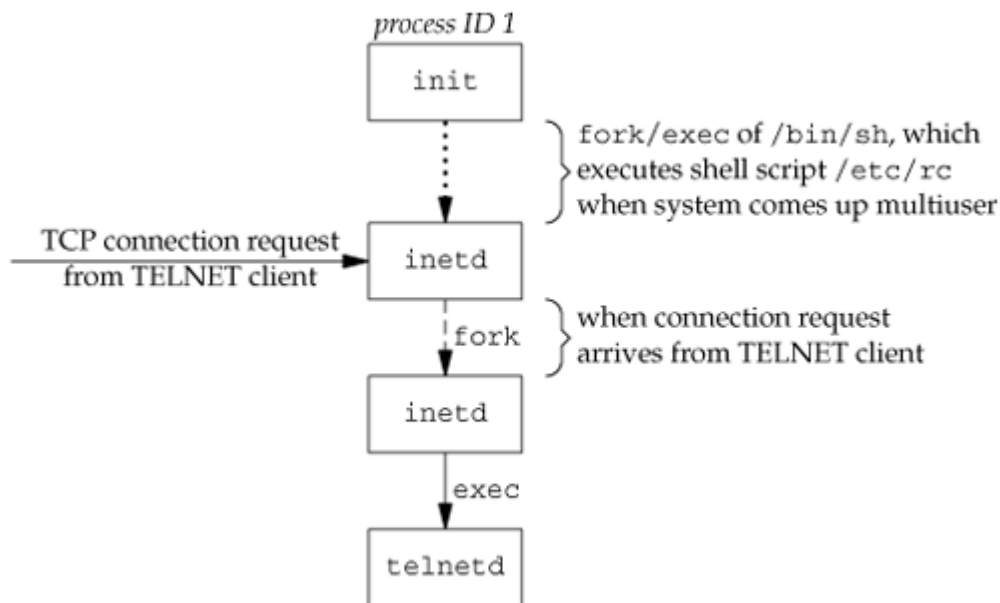 process ID 1
init
fork/exec of /bin/sh, which
executes shell script /etc/rc
when system comes up multiuser
TCP connection request
from TELNET client
inetd
fork
when connection request
arrives from TELNET client
inetd
exec
telnetd